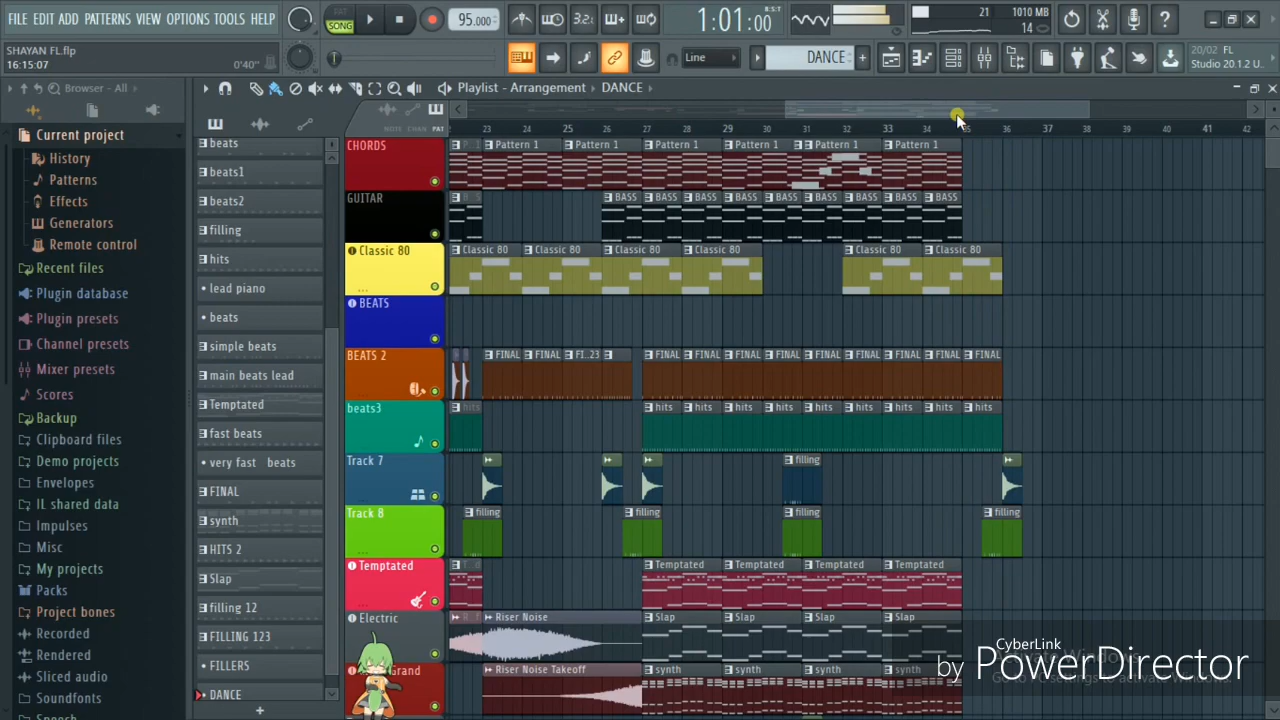 FILE EDIT ADD PATTERNS VIEW OPTIONS TOOLS HELP
PAT
SONG
95.000
3.2
1:01:00
B:S:T
21
1010 MB
14
SHAYAN FL.flp
16:15:07
0'40"
Line
DANCE
20/02 FL
Studio 20.1.2 U..
Browser - All
Playlist - Arrangement DANCE
NOTE CHAN PAT
23 24 25 26 27 28 29 30 31 32 33 34 35 36 37 38 39 40 41 42
Current project
History
Patterns
Effects
Generators
Remote control
Recent files
Plugin database
Plugin presets
Channel presets
Mixer presets
Scores
Backup
Clipboard files
Demo projects
Envelopes
IL shared data
Impulses
Misc
My projects
Packs
Project bones
Recorded
Rendered
Sliced audio
Soundfonts
Speech
beats
beats1
beats2
filling
hits
lead piano
beats
simple beats
main beats lead
Temptated
fast beats
very fast beats
FINAL
synth
HITS 2
Slap
filling 12
FILLING 123
FILLERS
DANCE
CHORDS
Pattern 1 Pattern 1 Pattern 1 Pattern 1 Pattern 1 Pattern 1
GUITAR
BASS BASS BASS BASS BASS BASS BASS BASS BASS
Classic 80
Classic 80 Classic 80 Classic 80 Classic 80 Classic 80 Classic 80
BEATS
BEATS 2
FINAL FINAL FI..23 FINAL FINAL FINAL FINAL FINAL FINAL FINAL FINAL FINAL
beats3
hits hits hits hits hits hits hits hits hits hits
Track 7
filling
Track 8
filling filling filling filling
Temptated
Temptated Temptated Temptated Temptated
Electric
Riser Noise Slap Slap Slap Slap
Grand
Riser Noise Takeoff synth synth synth synth
CyberLink
by PowerDirector